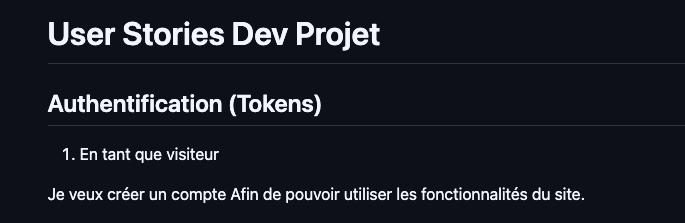 User Stories Dev Projet
Authentification (Tokens)
1. En tant que visiteur
Je veux créer un compte Afin de pouvoir utiliser les fonctionnalités du site.